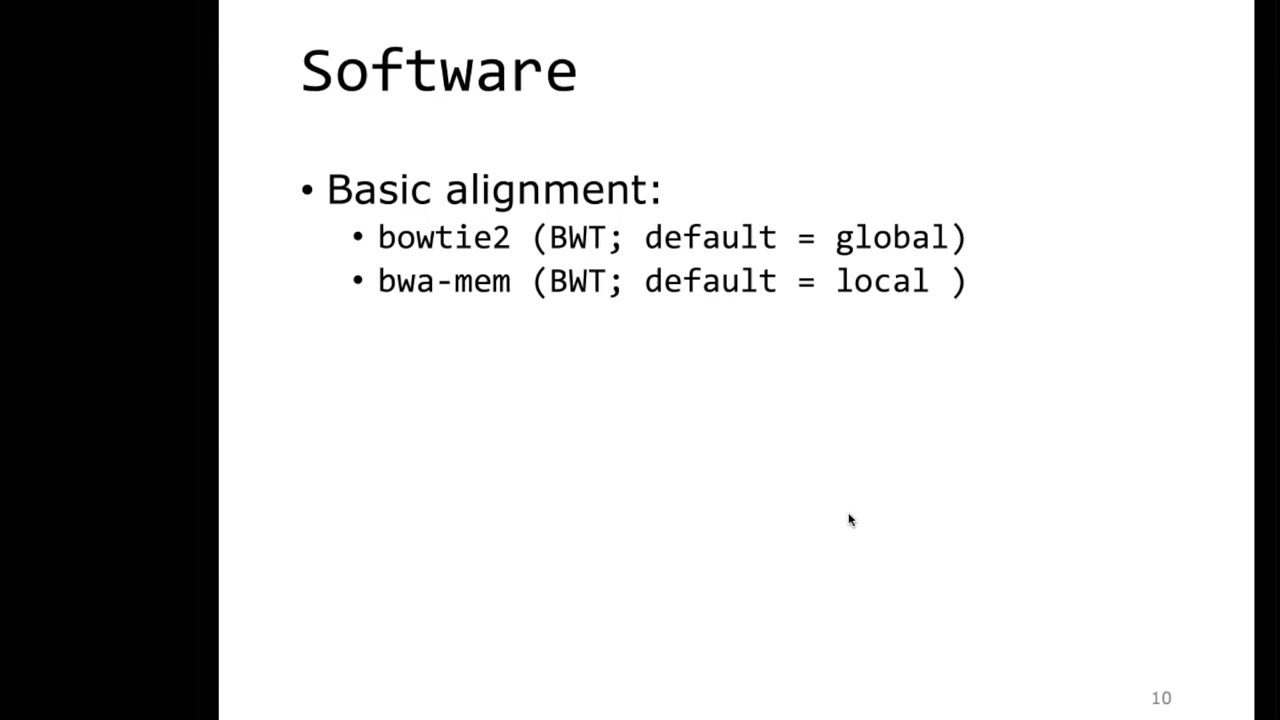 Software
• Basic alignment:
• bowtie2 (BWT; default = global)
• bwa-mem (BWT; default = local )
10